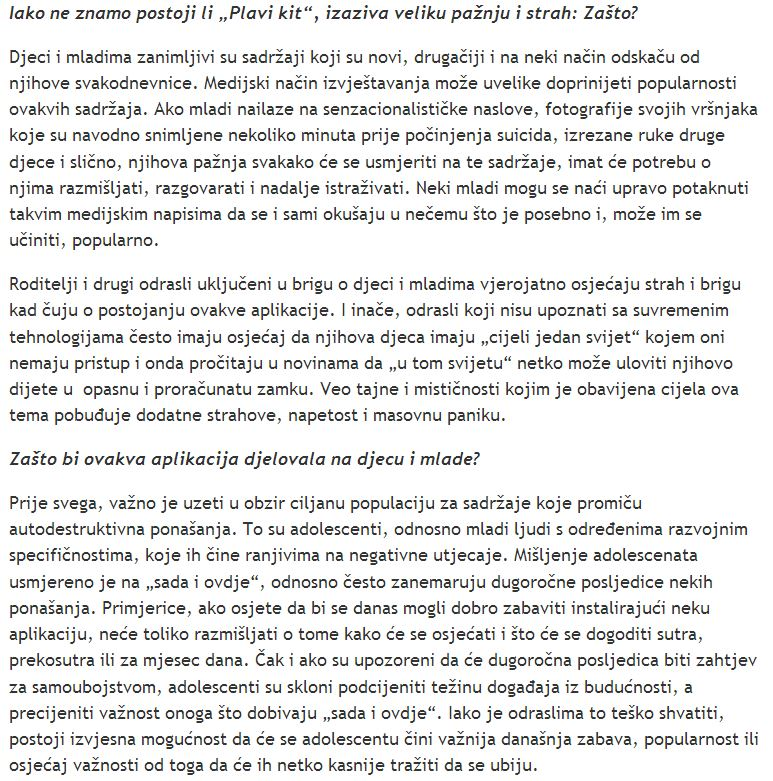 Iako ne znamo postoji li „Plavi kit“, izaziva veliku pažnju i strah: Zašto?
Djeci i mladima zanimljivi su sadržaji koji su novi, drugačiji i na neki način odskaču od
njihove svakodnevnice. Medijski način izvještavanja može uvelike doprinijeti popularnosti
ovakvih sadržaja. Ako mladi nailaze na senzacionalističke naslove, fotografije svojih vršnjaka
koje su navodno snimljene nekoliko minuta prije počinjenja suicida, izrezane ruke druge
djece i slično, njihova pažnja svakako će se usmjeriti na te sadržaje, imat će potrebu o
njima razmišljati, razgovarati i nadalje istraživati. Neki mladi mogu se naći upravo potaknuti
takvim medijskim napisima da se i sami okušaju u nečemu što je posebno i, može im se
učiniti, popularno.
Roditelji i drugi odrasli uključeni u brigu o djeci i mladima vjerojatno osjećaju strah i brigu
kad čuju o postojanju ovakve aplikacije. I inače, odrasli koji nisu upoznati sa suvremenim
tehnologijama često imaju osjećaj da njihova djeca imaju „cijeli jedan svijet“ kojem oni
nemaju pristup i onda pročitaju u novinama da „u tom svijetu“ netko može uloviti njihovo
dijete u  opasnu i proračunatu zamku. Veo tajne i mističnosti kojim je obavijena cijela ova
tema pobuđuje dodatne strahove, napetost i masovnu paniku.
Zašto bi ovakva aplikacija djelovala na djecu i mlade?
Prije svega, važno je uzeti u obzir ciljanu populaciju za sadržaje koje promiču
autodestruktivna ponašanja. To su adolescenti, odnosno mladi ljudi s određenima razvojnim
specifičnostima, koje ih čine ranjivima na negativne utjecaje. Mišljenje adolescenata
usmjereno je na „sada i ovdje“, odnosno često zanemaruju dugoročne posljedice nekih
ponašanja. Primjerice, ako osjete da bi se danas mogli dobro zabaviti instalirajući neku
aplikaciju, neće toliko razmišljati o tome kako će se osjećati i što će se dogoditi sutra,
prekosutra ili za mjesec dana. Čak i ako su upozoreni da će dugoročna posljedica biti zahtjev
za samoubojstvom, adolescenti su skloni podcijeniti težinu događaja iz budućnosti, a
precijeniti važnost onoga što dobivaju „sada i ovdje“. Iako je odraslima to teško shvatiti,
postoji izvjesna mogućnost da će se adolescentu čini važnija današnja zabava, popularnost ili
osjećaj važnosti od toga da će ih netko kasnije tražiti da se ubiju.